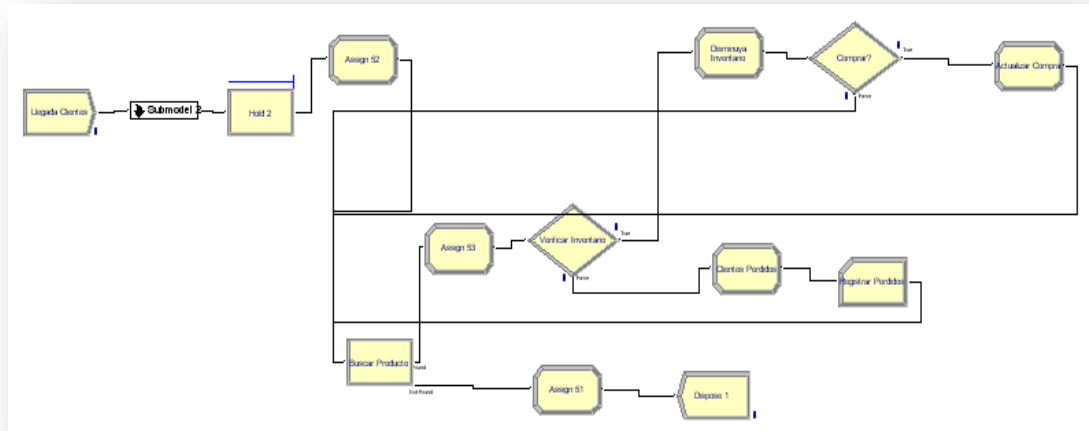 Assign 52
Disminuya
Inventario
Comprar?
True
Actualizar Compra
False
Llegada Clientes
Submodel 2
Hold 2
Assign 53
Verificar Inventario
True
False
Clientes Perdidos
Registrar Perdidos
Buscar Producto
Found
Not Found
Assign 51
Dispose 1